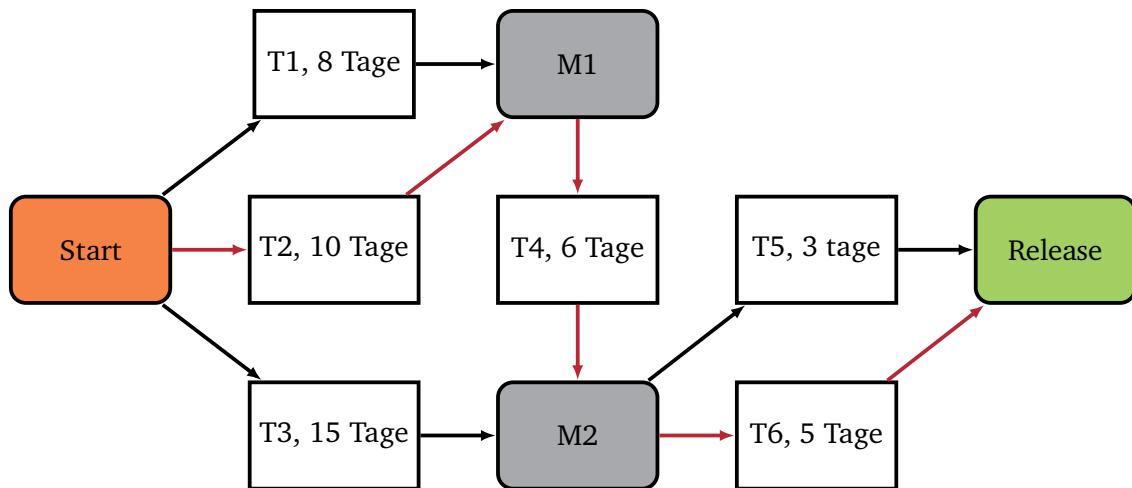 T1, 8 Tage
M1
Start
T2, 10 Tage
T4, 6 Tage
T5, 3 tage
Release
T3, 15 Tage
M2
T6, 5 Tage